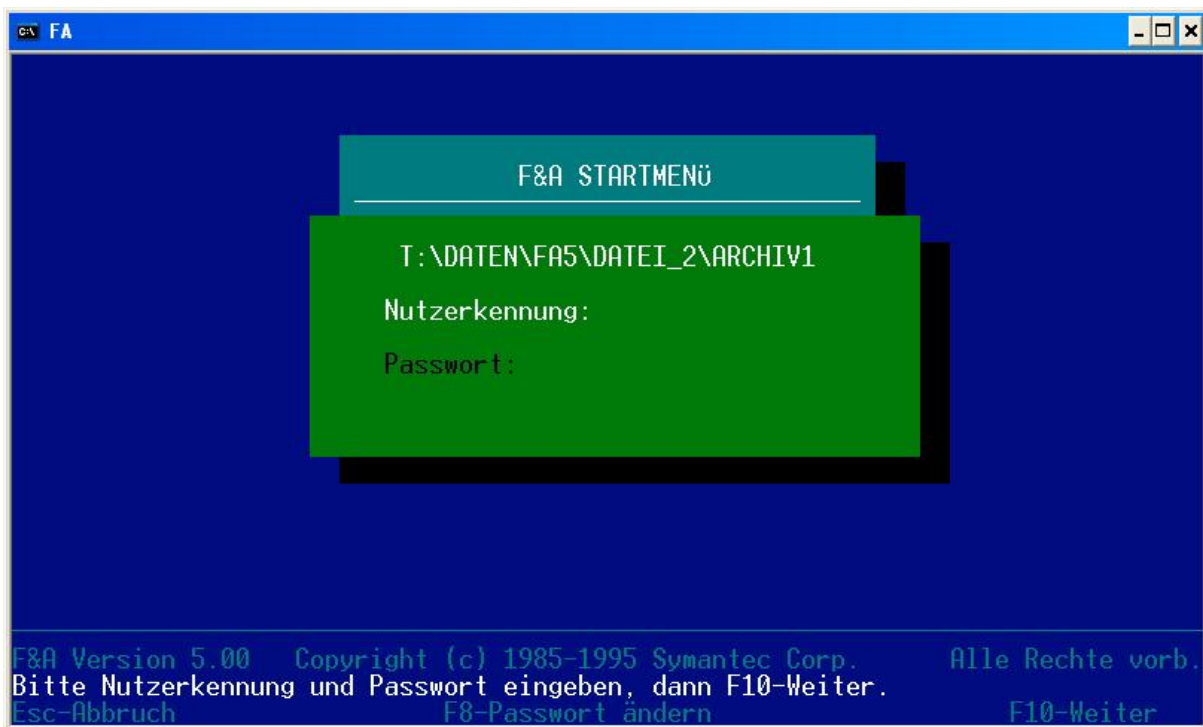 FA
F&A STARTMENü
T:\DATEN\FA5\DATEI_2\ARCHIV1
Nutzerkennung:
Passwort:
F&A Version 5.00 Copyright (c) 1985-1995 Symantec Corp. Alle Rechte vorb.
Bitte Nutzerkennung und Passwort eingeben, dann F10-Weiter.
Esc-Abbruch F8-Passwort ändern F10-Weiter